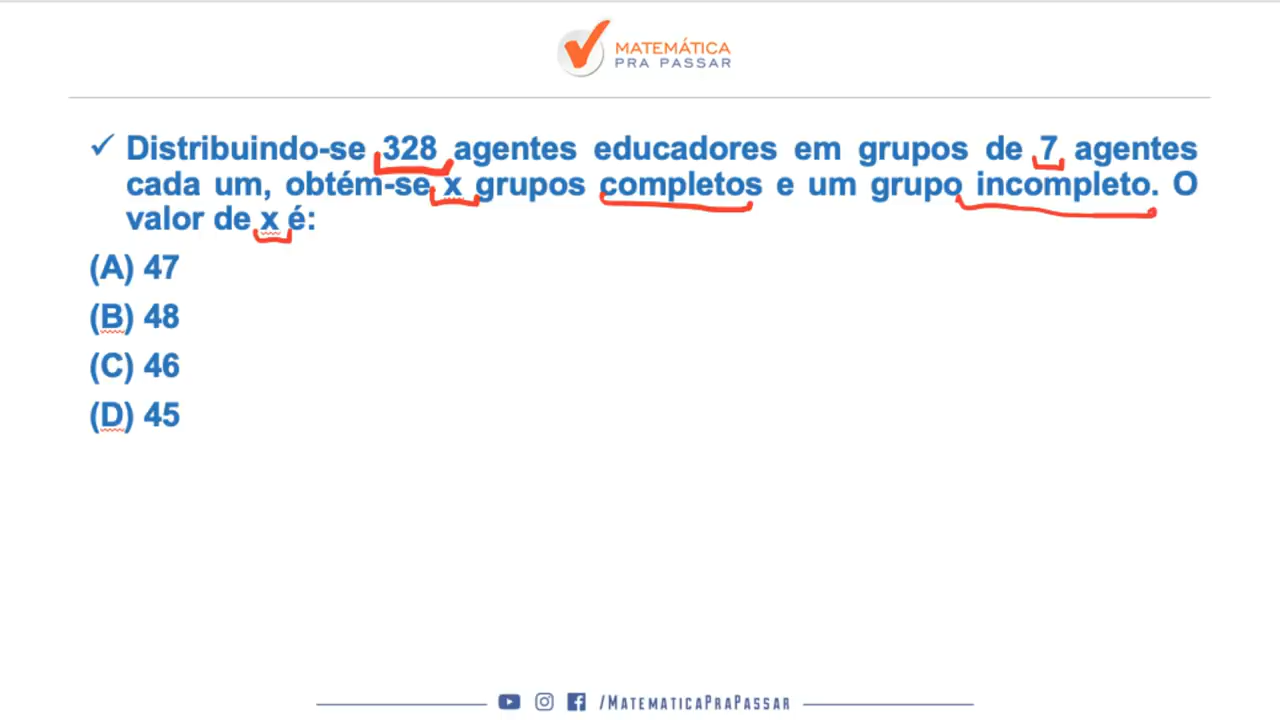 MATEMÁTICA
PRA PASSAR
✓ Distribuindo-se 328 agentes educadores em grupos de 7 agentes
cada um, obtém-se x grupos completos e um grupo incompleto. O
valor de x é:
(A) 47
(B) 48
(C) 46
(D) 45
/MATEMATICAPRAPASSAR